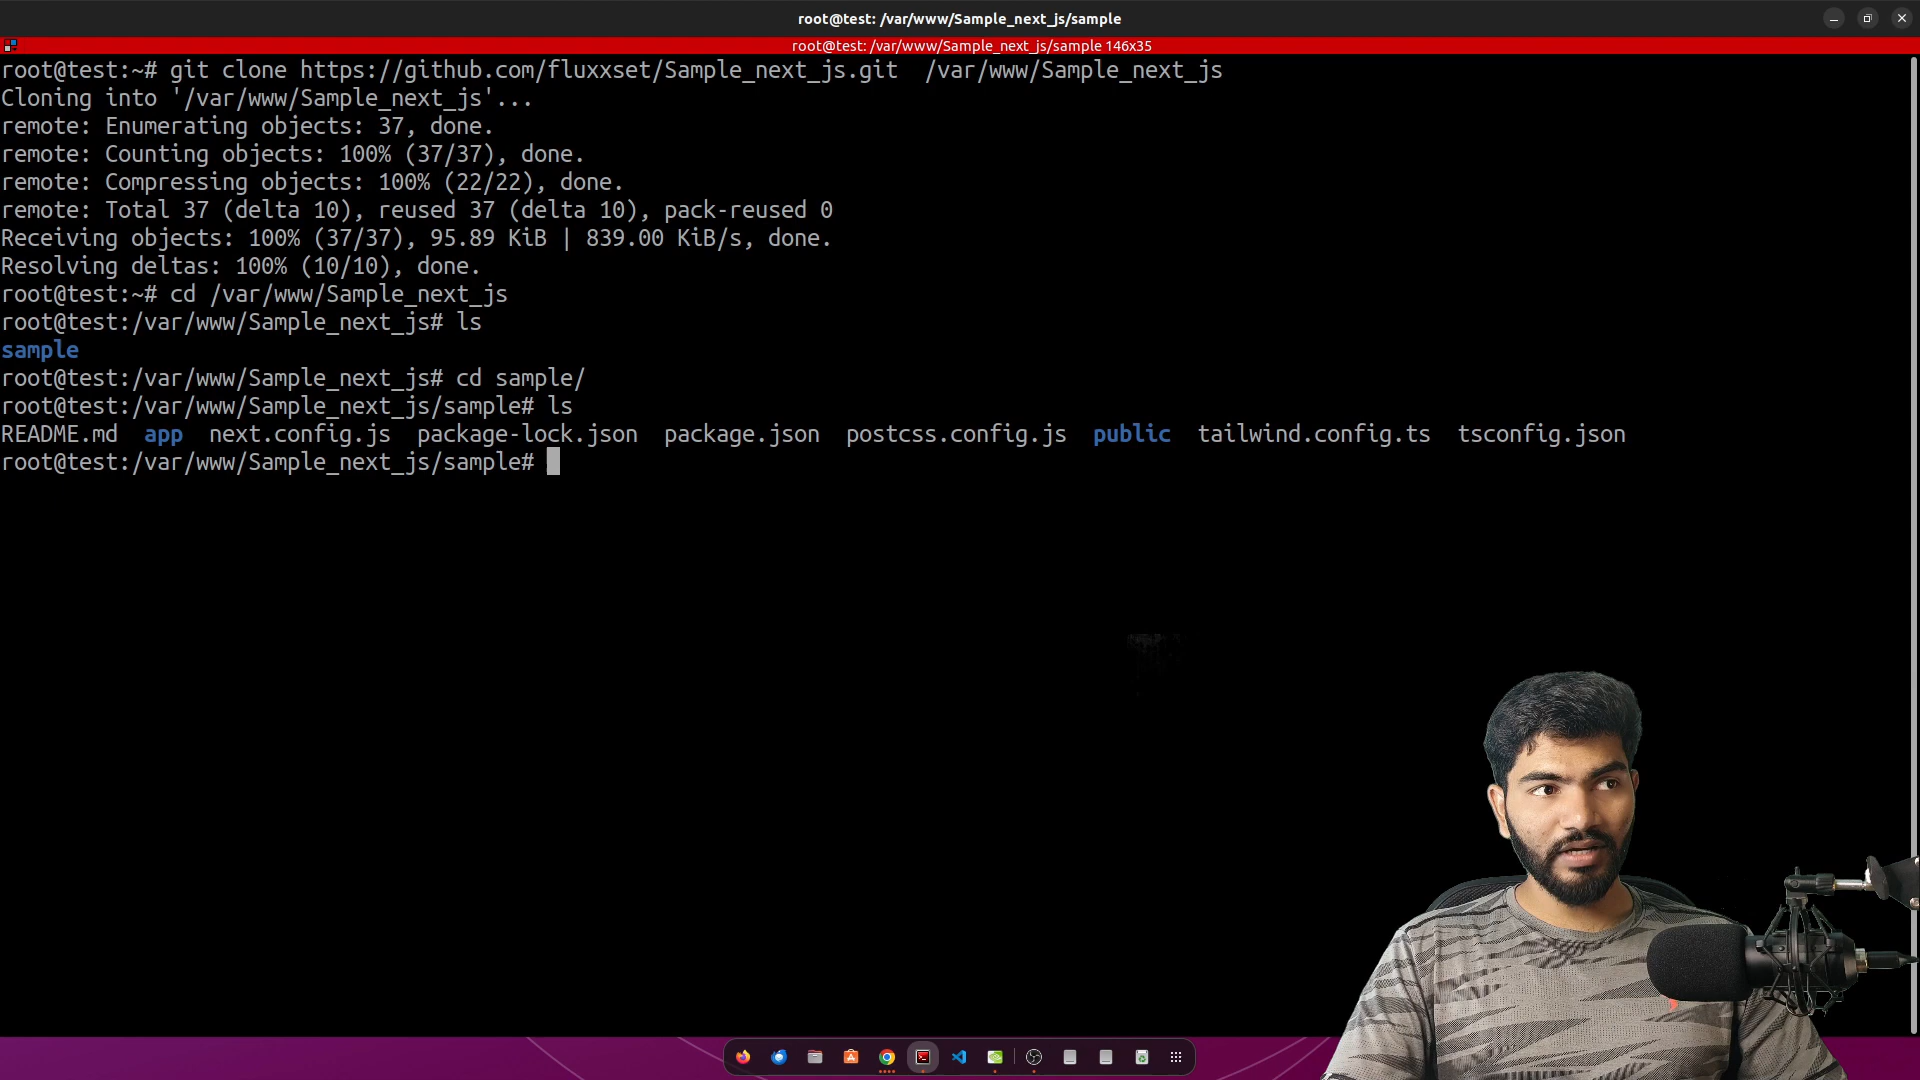 root@test: /var/www/Sample_next_js/sample
root@test: /var/www/Sample_next_js/sample 146x35
root@test:~# git clone https://github.com/fluxxset/Sample_next_js.git  /var/www/Sample_next_js
Cloning into '/var/www/Sample_next_js'...
remote: Enumerating objects: 37, done.
remote: Counting objects: 100% (37/37), done.
remote: Compressing objects: 100% (22/22), done.
remote: Total 37 (delta 10), reused 37 (delta 10), pack-reused 0
Receiving objects: 100% (37/37), 95.89 KiB | 839.00 KiB/s, done.
Resolving deltas: 100% (10/10), done.
root@test:~# cd /var/www/Sample_next_js
root@test:/var/www/Sample_next_js# ls
sample
root@test:/var/www/Sample_next_js# cd sample/
root@test:/var/www/Sample_next_js/sample# ls
README.md  app  next.config.js  package-lock.json  package.json  postcss.config.js  public  tailwind.config.ts  tsconfig.json
root@test:/var/www/Sample_next_js/sample#